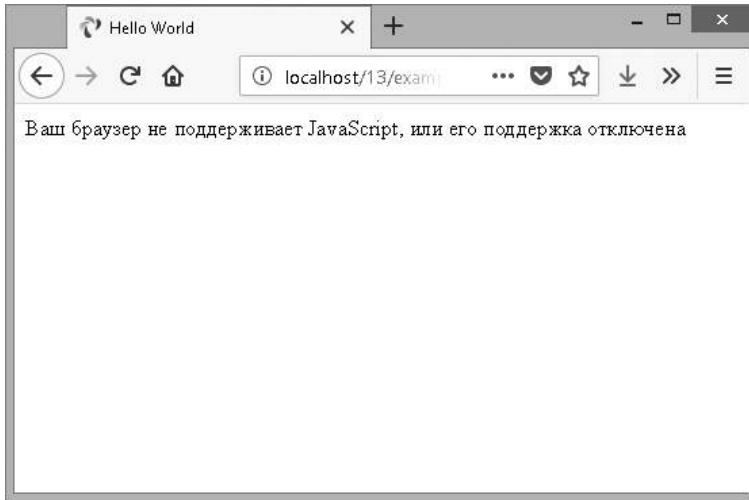 Hello World
localhost/13/exam
Ваш браузер не поддерживает JavaScript, или его поддержка отключена